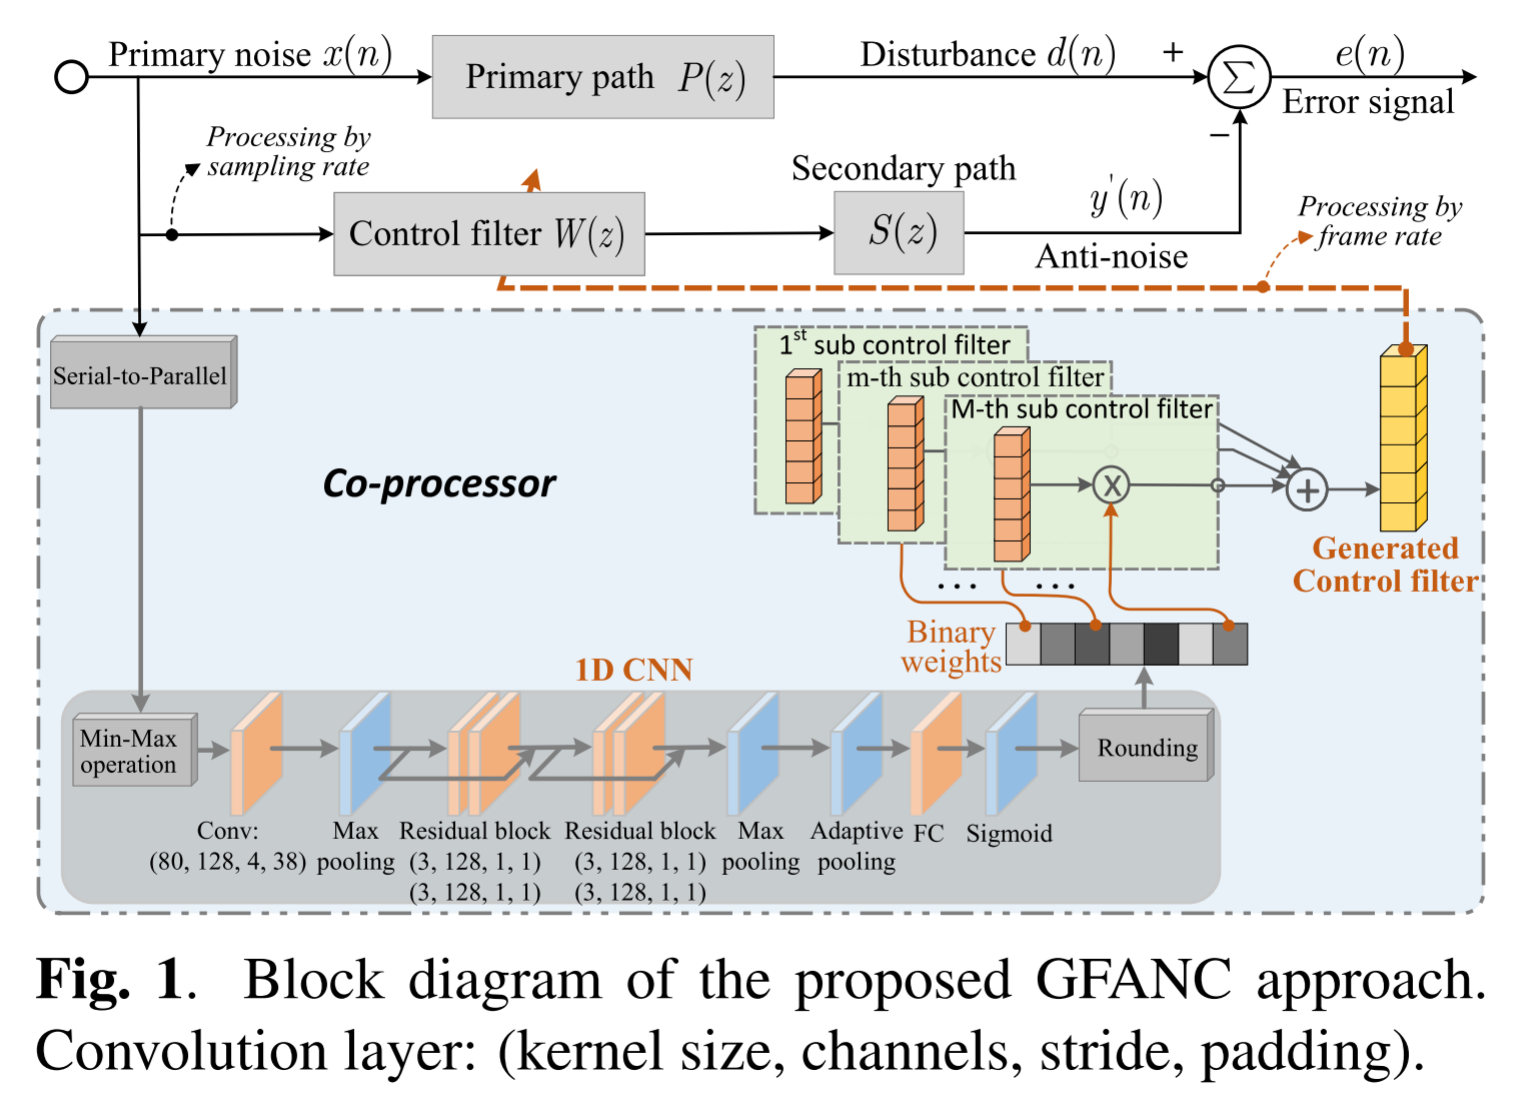 Primary noise x(n)
Primary path P(z)
Disturbance d(n)
+
Σ
e(n)
Error signal
Processing by
sampling rate
−
Control filter W(z)
Secondary path
S(z)
y'(n)
Anti-noise
Processing by
frame rate
Serial-to-Parallel
Co-processor
1st sub control filter
m-th sub control filter
M-th sub control filter
X
+
Generated
Control filter
...
...
Binary
weights
1D CNN
Min-Max
operation
Rounding
Conv:
(80, 128, 4, 38)
Max
pooling
Residual block
(3, 128, 1, 1)
(3, 128, 1, 1)
Residual block
(3, 128, 1, 1)
(3, 128, 1, 1)
Max
pooling
Adaptive
pooling
FC
Sigmoid
Fig. 1. Block diagram of the proposed GFANC approach.
Convolution layer: (kernel size, channels, stride, padding).